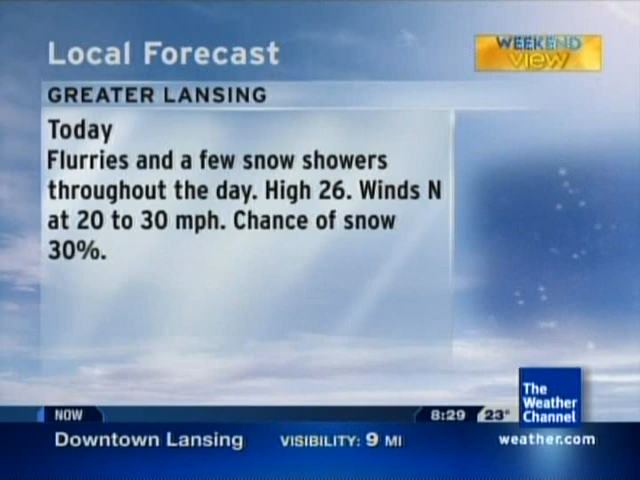 Local Forecast
WEEKEND
view
GREATER LANSING
Today
Flurries and a few snow showers
throughout the day. High 26. Winds N
at 20 to 30 mph. Chance of snow
30%.
NOW
8:29 23°
The
Weather
Channel
Downtown Lansing VISIBILITY: 9 MI
weather.com